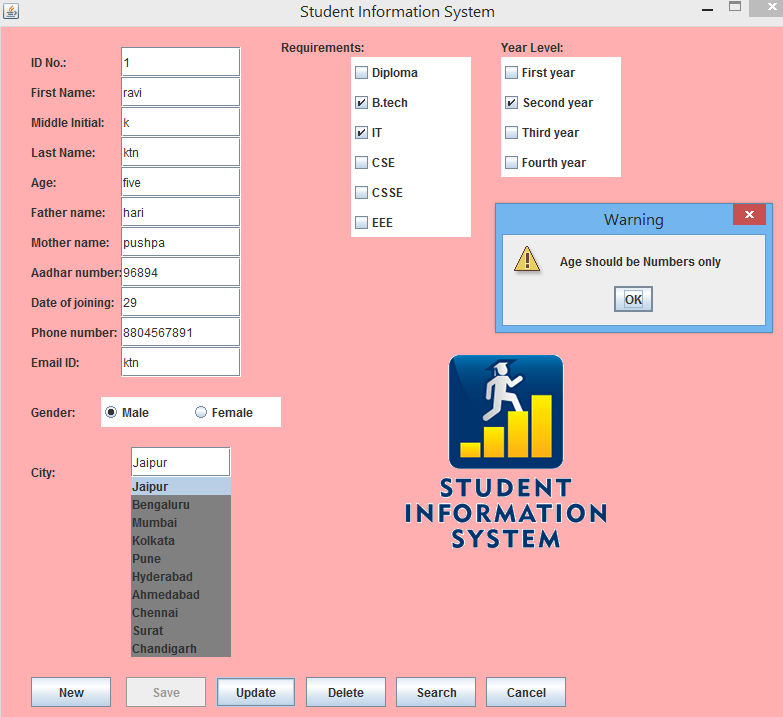 Student Information System
ID No.: 1
First Name: ravi
Middle Initial: k
Last Name: ktn
Age: five
Father name: hari
Mother name: pushpa
Aadhar number: 96894
Date of joining: 29
Phone number: 8804567891
Email ID: ktn
Gender: Male Female
City: Jaipur
Jaipur
Bengaluru
Mumbai
Kolkata
Pune
Hyderabad
Ahmedabad
Chennai
Surat
Chandigarh
Requirements:
Diploma
B.tech
IT
CSE
CSSE
EEE
Year Level:
First year
Second year
Third year
Fourth year
Warning
Age should be Numbers only
OK
STUDENT
INFORMATION
SYSTEM
New Save Update Delete Search Cancel